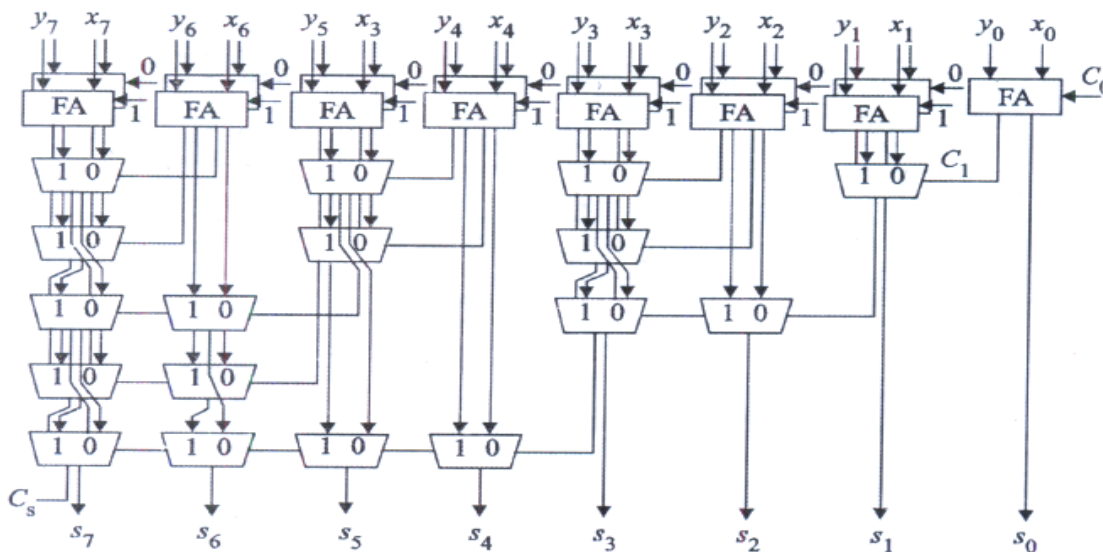 y7 x7 y6 x6 y5 x3 y4 x4 y3 x3 y2 x2 y1 x1 y0 x0
0 0 0 0 0 0 0
FA FA FA FA FA FA FA FA C0
1 1 1 1 1 1 1
1 0 1 0 1 0 1 0 C1
1 0 1 0 1 0
1 0 1 0 1 0 1 0
1 0 1 0
1 0 1 0 1 0 1 0
Cs
s7 s6 s5 s4 s3 s2 s1 s0